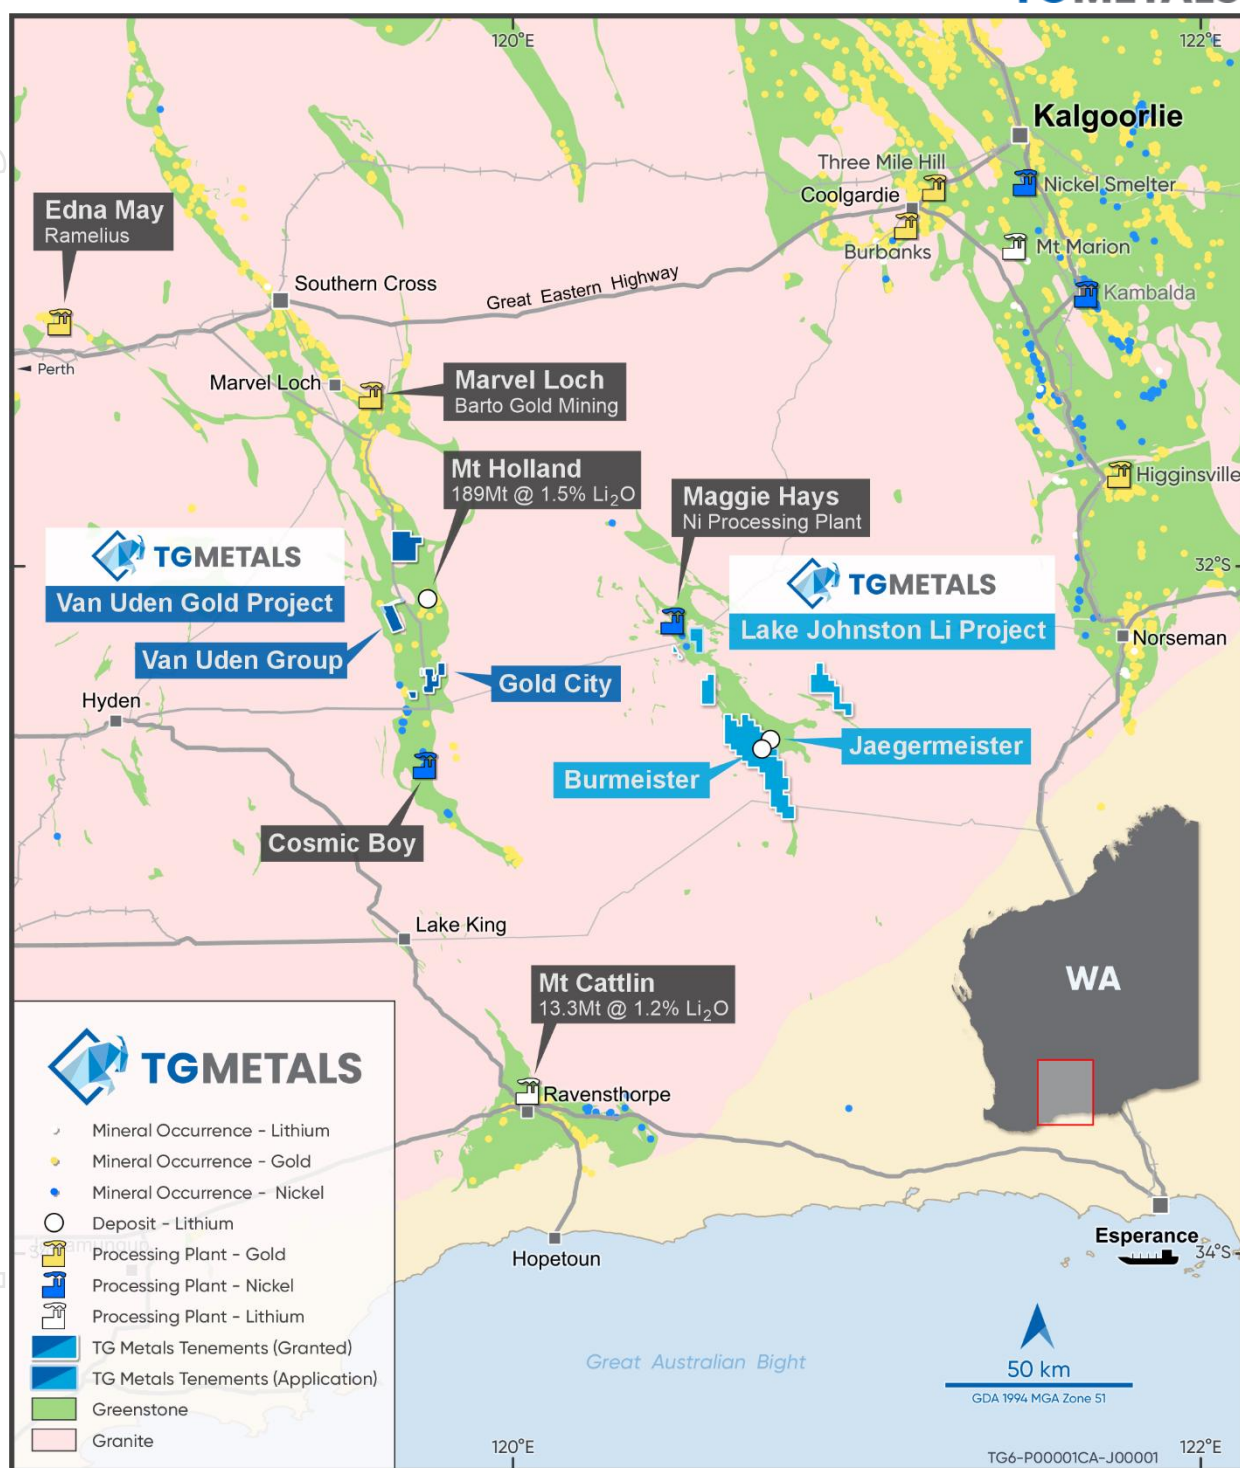 TGMETALS
120°E
122°E
Kalgoorlie
Three Mile Hill
Nickel Smelter
Coolgardie
Edna May
Ramelius
Burbanks
Mt Marion
Southern Cross
Great Eastern Highway
Kambalda
Perth
Marvel Loch
Marvel Loch
Barto Gold Mining
Mt Holland
189Mt @ 1.5% Li₂O
Higginsville
Maggie Hays
Ni Processing Plant
TGMETALS
Van Uden Gold Project
32°S
TGMETALS
Lake Johnston Li Project
Norseman
Van Uden Group
Gold City
Hyden
Jaegermeister
Burmeister
Cosmic Boy
Lake King
WA
Mt Cattlin
13.3Mt @ 1.2% Li₂O
Ravensthorpe
Hopetoun
Esperance
34°S
Great Australian Bight
50 km
GDA 1994 MGA Zone 51
TGMETALS
Mineral Occurrence - Lithium
Mineral Occurrence - Gold
Mineral Occurrence - Nickel
Deposit - Lithium
Processing Plant - Gold
Processing Plant - Nickel
Processing Plant - Lithium
TG Metals Tenements (Granted)
TG Metals Tenements (Application)
Greenstone
Granite
120°E
122°E
TG6-P00001CA-J00001